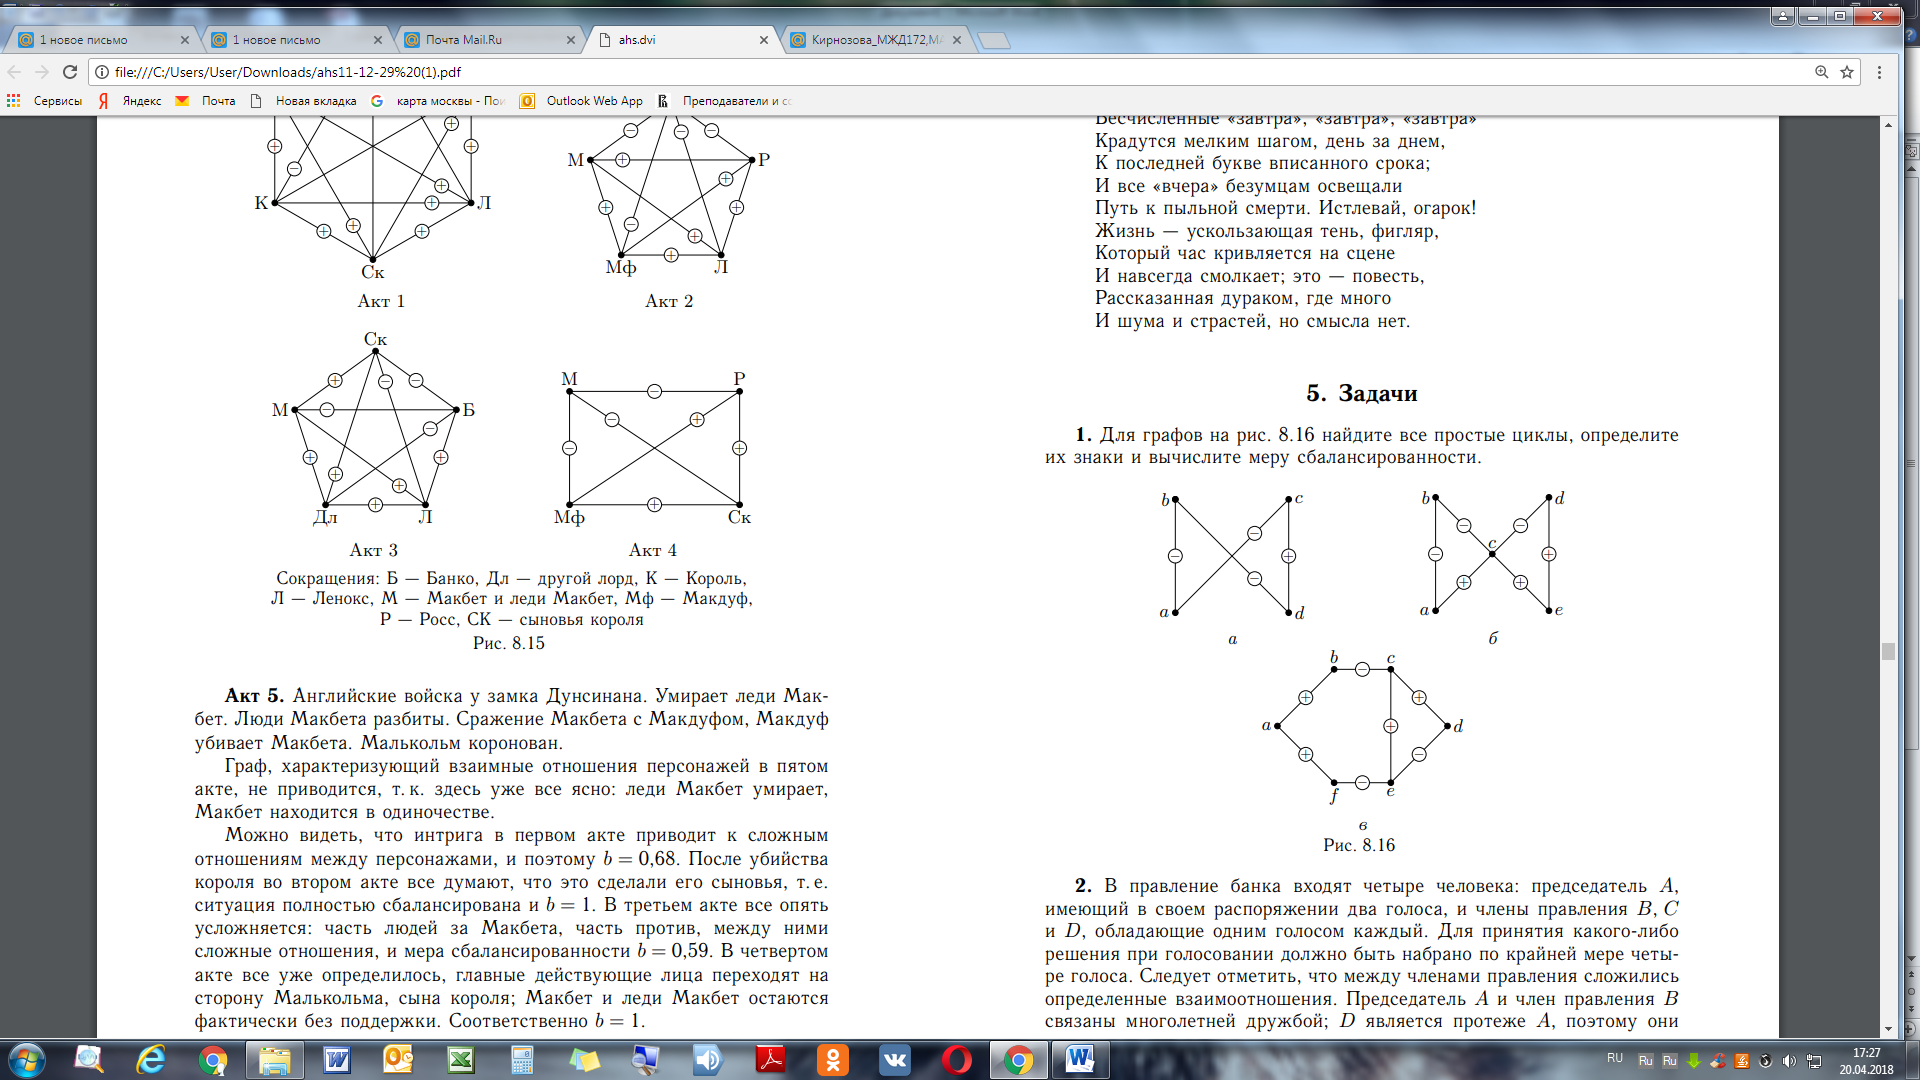 1 новое письмо
1 новое письмо
Почта Mail.Ru
ahs.dvi
Кирнозова_МЖД172,МА
file:///C:/Users/User/Downloads/ahs11-12-29%20(1).pdf
Сервисы
Яндекс
Почта
Новая вкладка
карта москвы - Пои
Outlook Web App
Преподаватели и со
К
Л
Ск
Акт 1
М
Р
Мф
Л
Акт 2
Ск
М
Б
Дл
Л
Акт 3
М
Р
Мф
Ск
Акт 4
Сокращения: Б — Банко, Дл — другой лорд, К — Король,
Л — Ленокс, М — Макбет и леди Макбет, Мф — Макдуф,
Р — Росс, СК — сыновья короля
Рис. 8.15
Акт 5. Английские войска у замка Дунсинана. Умирает леди Мак-
бет. Люди Макбета разбиты. Сражение Макбета с Макдуфом, Макдуф
убивает Макбета. Малькольм коронован.
Граф, характеризующий взаимные отношения персонажей в пятом
акте, не приводится, т. к. здесь уже все ясно: леди Макбет умирает,
Макбет находится в одиночестве.
Можно видеть, что интрига в первом акте приводит к сложным
отношениям между персонажами, и поэтому b = 0,68. После убийства
короля во втором акте все думают, что это сделали его сыновья, т. е.
ситуация полностью сбалансирована и b = 1. В третьем акте все опять
усложняется: часть людей за Макбета, часть против, между ними
сложные отношения, и мера сбалансированности b = 0,59. В четвертом
акте все уже определилось, главные действующие лица переходят на
сторону Малькольма, сына короля; Макбет и леди Макбет остаются
фактически без поддержки. Соответственно b = 1.
Бесчисленные «завтра», «завтра», «завтра»
Крадутся мелким шагом, день за днем,
К последней букве вписанного срока;
И все «вчера» безумцам освещали
Путь к пыльной смерти. Истлевай, огарок!
Жизнь — ускользающая тень, фигляр,
Который час кривляется на сцене
И навсегда смолкает; это — повесть,
Рассказанная дураком, где много
И шума и страстей, но смысла нет.
5. Задачи
1. Для графов на рис. 8.16 найдите все простые циклы, определите
их знаки и вычислите меру сбалансированности.
b
c
a
d
а
b
d
c
a
e
б
b
c
a
d
f
e
в
Рис. 8.16
2. В правление банка входят четыре человека: председатель A,
имеющий в своем распоряжении два голоса, и члены правления B, C
и D, обладающие одним голосом каждый. Для принятия какого-либо
решения при голосовании должно быть набрано по крайней мере четы-
ре голоса. Следует отметить, что между членами правления сложились
определенные взаимоотношения. Председатель A и член правления B
связаны многолетней дружбой; D является протеже A, поэтому они
RU
Ru
Ru
17:27
20.04.2018